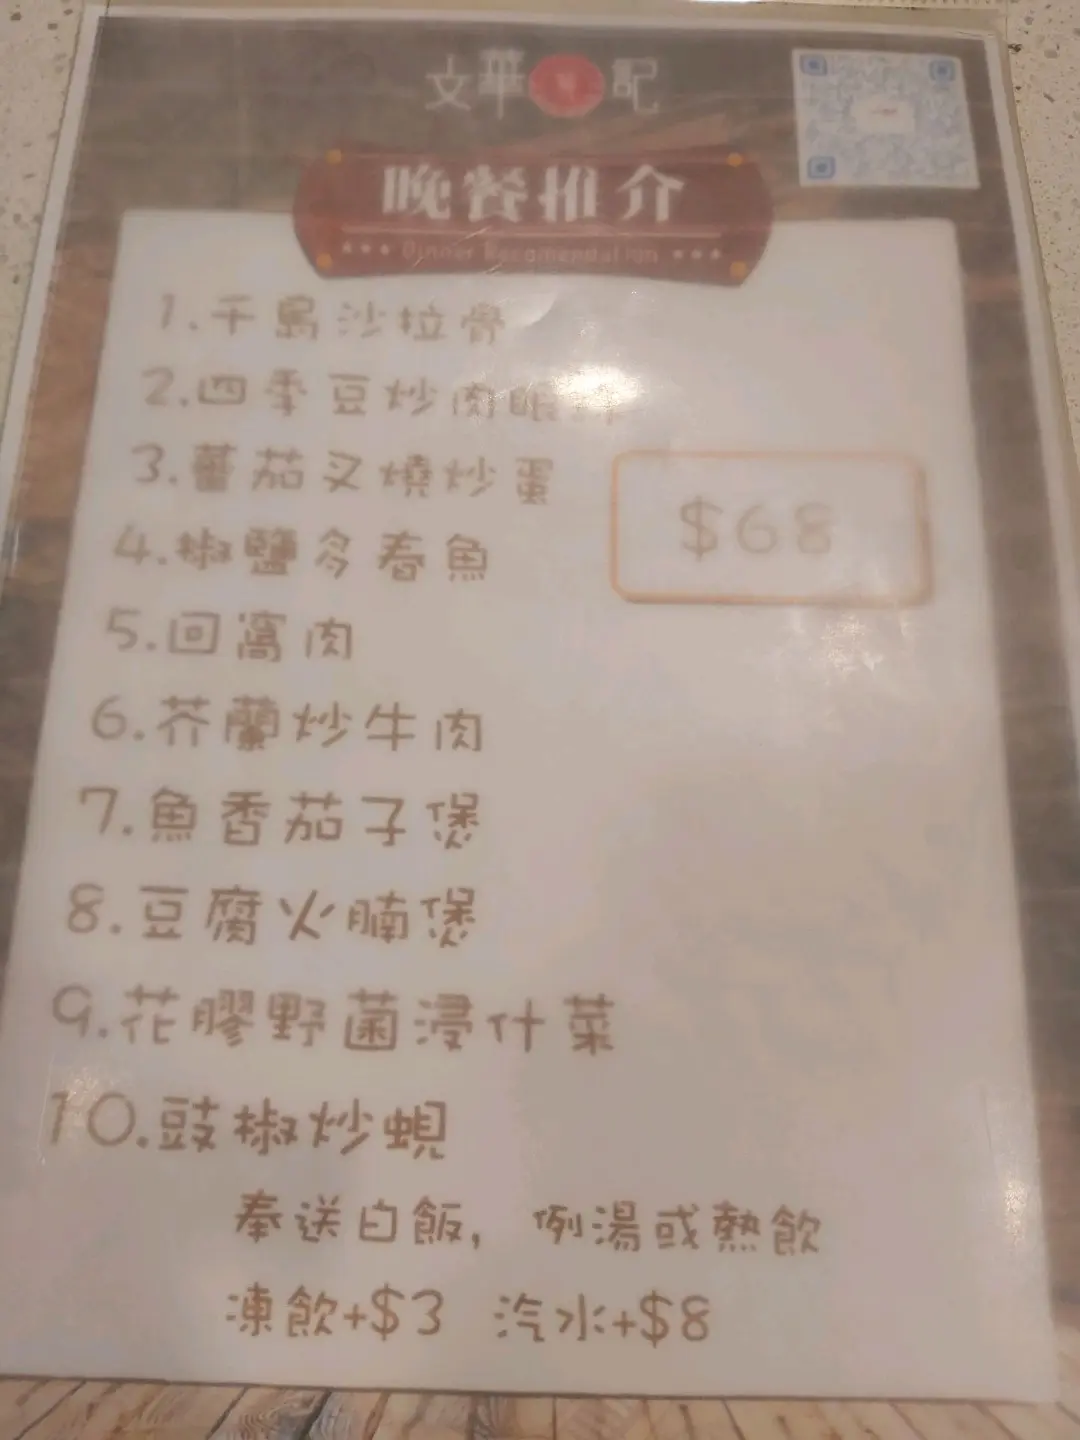 文華 記
晚餐推介
Dinner Recomendation
1.千島沙拉骨
2.四季豆炒肉眼
3.蕃茄叉燒炒蛋
$68
4.椒鹽多春魚
5.回窩肉
6.芥蘭炒牛肉
7.魚香茄子煲
8.豆腐火腩煲
9.花膠野菌浸什菜
10.豉椒炒蜆
奉送白飯，例湯或熱飲
凍飲+$3 汽水+$8